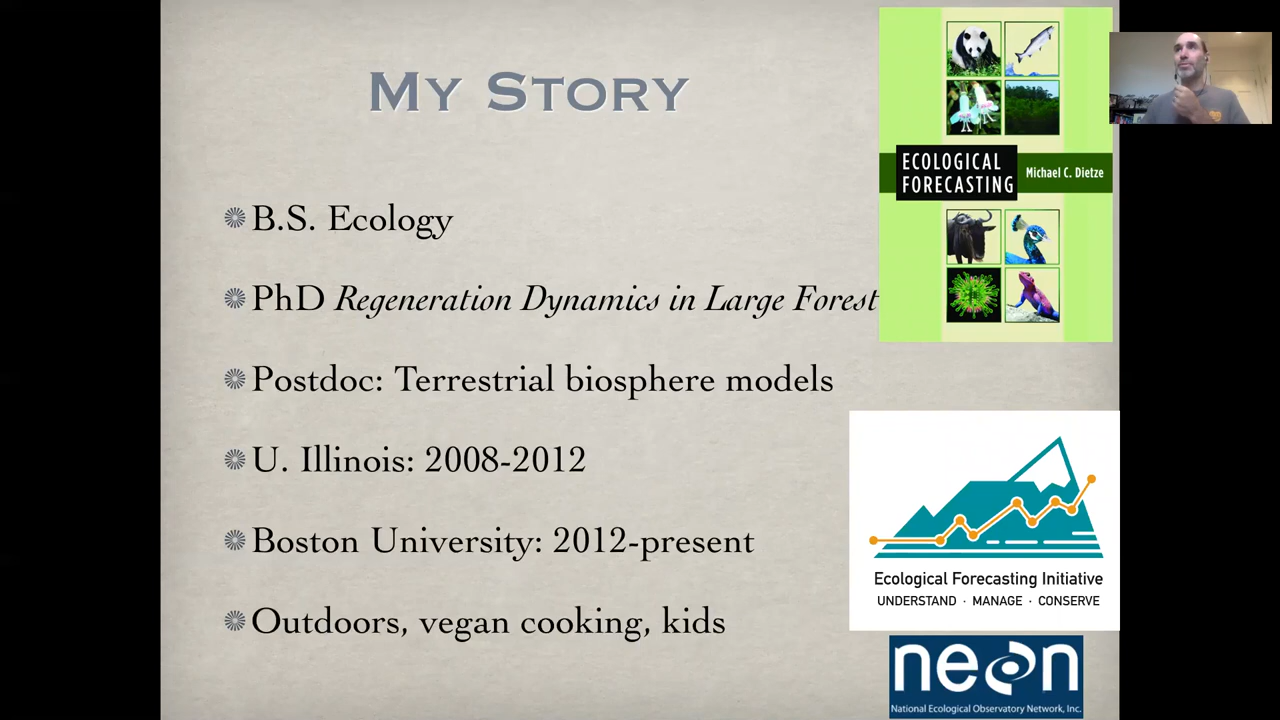 My Story
B.S. Ecology
PhD Regeneration Dynamics in Large Forest
Postdoc: Terrestrial biosphere models
U. Illinois: 2008-2012
Boston University: 2012-present
Outdoors, vegan cooking, kids
ECOLOGICAL
FORECASTING
Michael C. Dietze
Ecological Forecasting Initiative
UNDERSTAND · MANAGE · CONSERVE
neon
National Ecological Observatory Network, Inc.